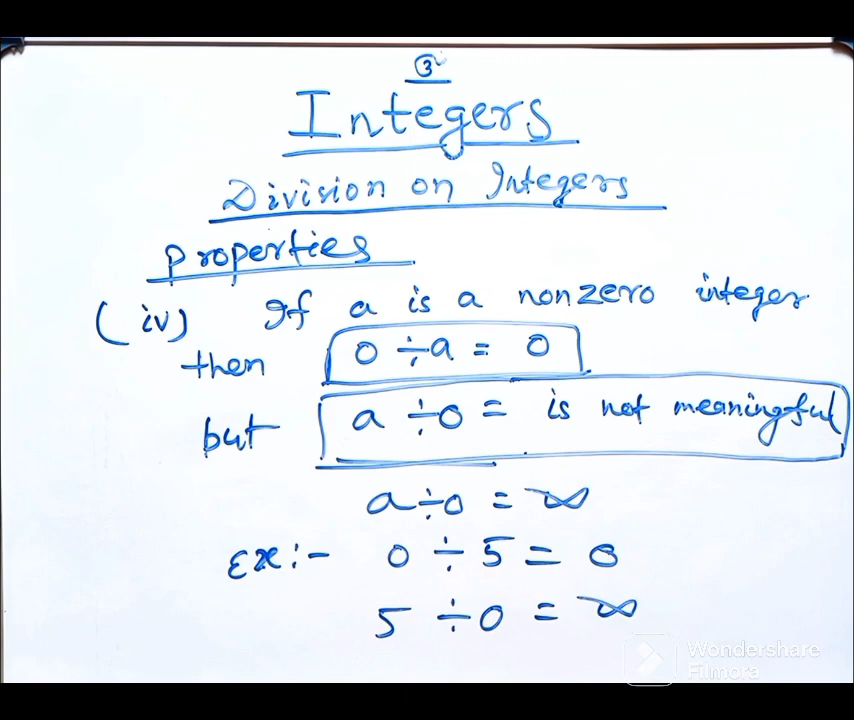 3
Integers
Division on Integers
Properties
(iv) If a is a nonzero integer
then 0 ÷ a = 0
but a ÷ 0 = is not meaningful
a ÷ 0 = ∞
Ex:- 0 ÷ 5 = 0
5 ÷ 0 = ∞
Wondershare
Filmora